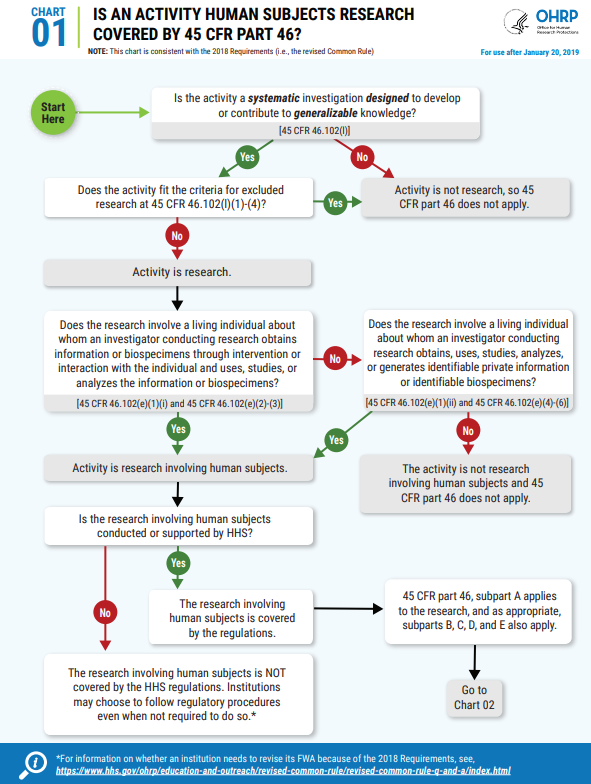 CHART
01
IS AN ACTIVITY HUMAN SUBJECTS RESEARCH
COVERED BY 45 CFR PART 46?
NOTE: This chart is consistent with the 2018 Requirements (i.e., the revised Common Rule)
OHRP
Office for Human
Research Protections
For use after January 20, 2019
Start
Here
Is the activity a systematic investigation designed to develop
or contribute to generalizable knowledge?
[45 CFR 46.102(l)]
Yes
No
Does the activity fit the criteria for excluded
research at 45 CFR 46.102(l)(1)-(4)?
Yes
Activity is not research, so 45
CFR part 46 does not apply.
No
Activity is research.
Does the research involve a living individual about
whom an investigator conducting research obtains
information or biospecimens through intervention or
interaction with the individual and uses, studies, or
analyzes the information or biospecimens?
[45 CFR 46.102(e)(1)(i) and 45 CFR 46.102(e)(2)-(3)]
No
Does the research involve a living individual
about whom an investigator conducting
research obtains, uses, studies, analyzes,
or generates identifiable private information
or identifiable biospecimens?
[45 CFR 46.102(e)(1)(ii) and 45 CFR 46.102(e)(4)-(6)]
Yes
Yes
No
Activity is research involving human subjects.
The activity is not research
involving human subjects and 45
CFR part 46 does not apply.
Is the research involving human subjects
conducted or supported by HHS?
Yes
No
The research involving
human subjects is covered
by the regulations.
45 CFR part 46, subpart A applies
to the research, and as appropriate,
subparts B, C, D, and E also apply.
The research involving human subjects is NOT
covered by the HHS regulations. Institutions
may choose to follow regulatory procedures
even when not required to do so.*
Go to
Chart 02
*For information on whether an institution needs to revise its FWA because of the 2018 Requirements, see,
https://www.hhs.gov/ohrp/education-and-outreach/revised-common-rule/revised-common-rule-q-and-a/index.html